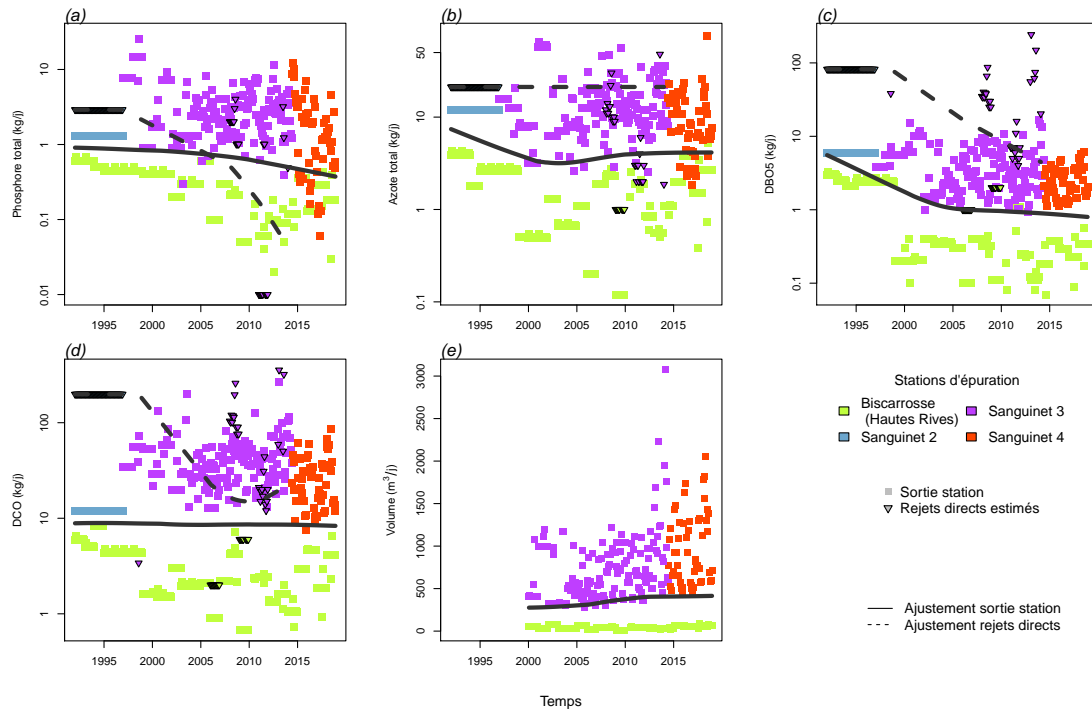 (a)
Phosphore total (kg/j)
10
1
0.1
0.01
1995 2000 2005 2010 2015
(b)
Azote total (kg/j)
50
10
1
0.1
1995 2000 2005 2010 2015
(c)
DBO5 (kg/j)
100
10
1
0.1
1995 2000 2005 2010 2015
(d)
DCO (kg/j)
100
10
1
1995 2000 2005 2010 2015
(e)
Volume (m³/j)
3000
2500
2000
1500
1000
500
0
1995 2000 2005 2010 2015
Temps
Stations d'épuration
Biscarrosse
(Hautes Rives)
Sanguinet 2
Sanguinet 3
Sanguinet 4
Sortie station
Rejets directs estimés
Ajustement sortie station
Ajustement rejets directs